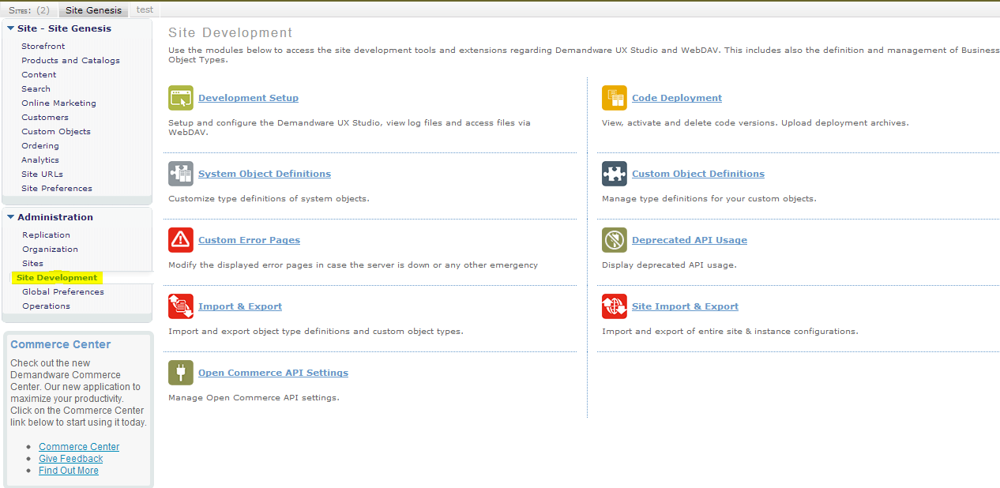 Sites: (2) Site Genesis test
Site - Site Genesis
Storefront
Products and Catalogs
Content
Search
Online Marketing
Customers
Custom Objects
Ordering
Analytics
Site URLs
Site Preferences
Administration
Replication
Organization
Sites
Site Development
Global Preferences
Operations
Commerce Center
Check out the new
Demandware Commerce
Center. Our new application to
maximize your productivity.
Click on the Commerce Center
link below to start using it today.
Commerce Center
Give Feedback
Find Out More
Site Development
Use the modules below to access the site development tools and extensions regarding Demandware UX Studio and WebDAV. This includes also the definition and management of Business
Object Types.
Development Setup
Setup and configure the Demandware UX Studio, view log files and access files via
WebDAV.
Code Deployment
View, activate and delete code versions. Upload deployment archives.
System Object Definitions
Customize type definitions of system objects.
Custom Object Definitions
Manage type definitions for your custom objects.
Custom Error Pages
Modify the displayed error pages in case the server is down or any other emergency
Deprecated API Usage
Display deprecated API usage.
Import & Export
Import and export object type definitions and custom object types.
Site Import & Export
Import and export of entire site & instance configurations.
Open Commerce API Settings
Manage Open Commerce API settings.